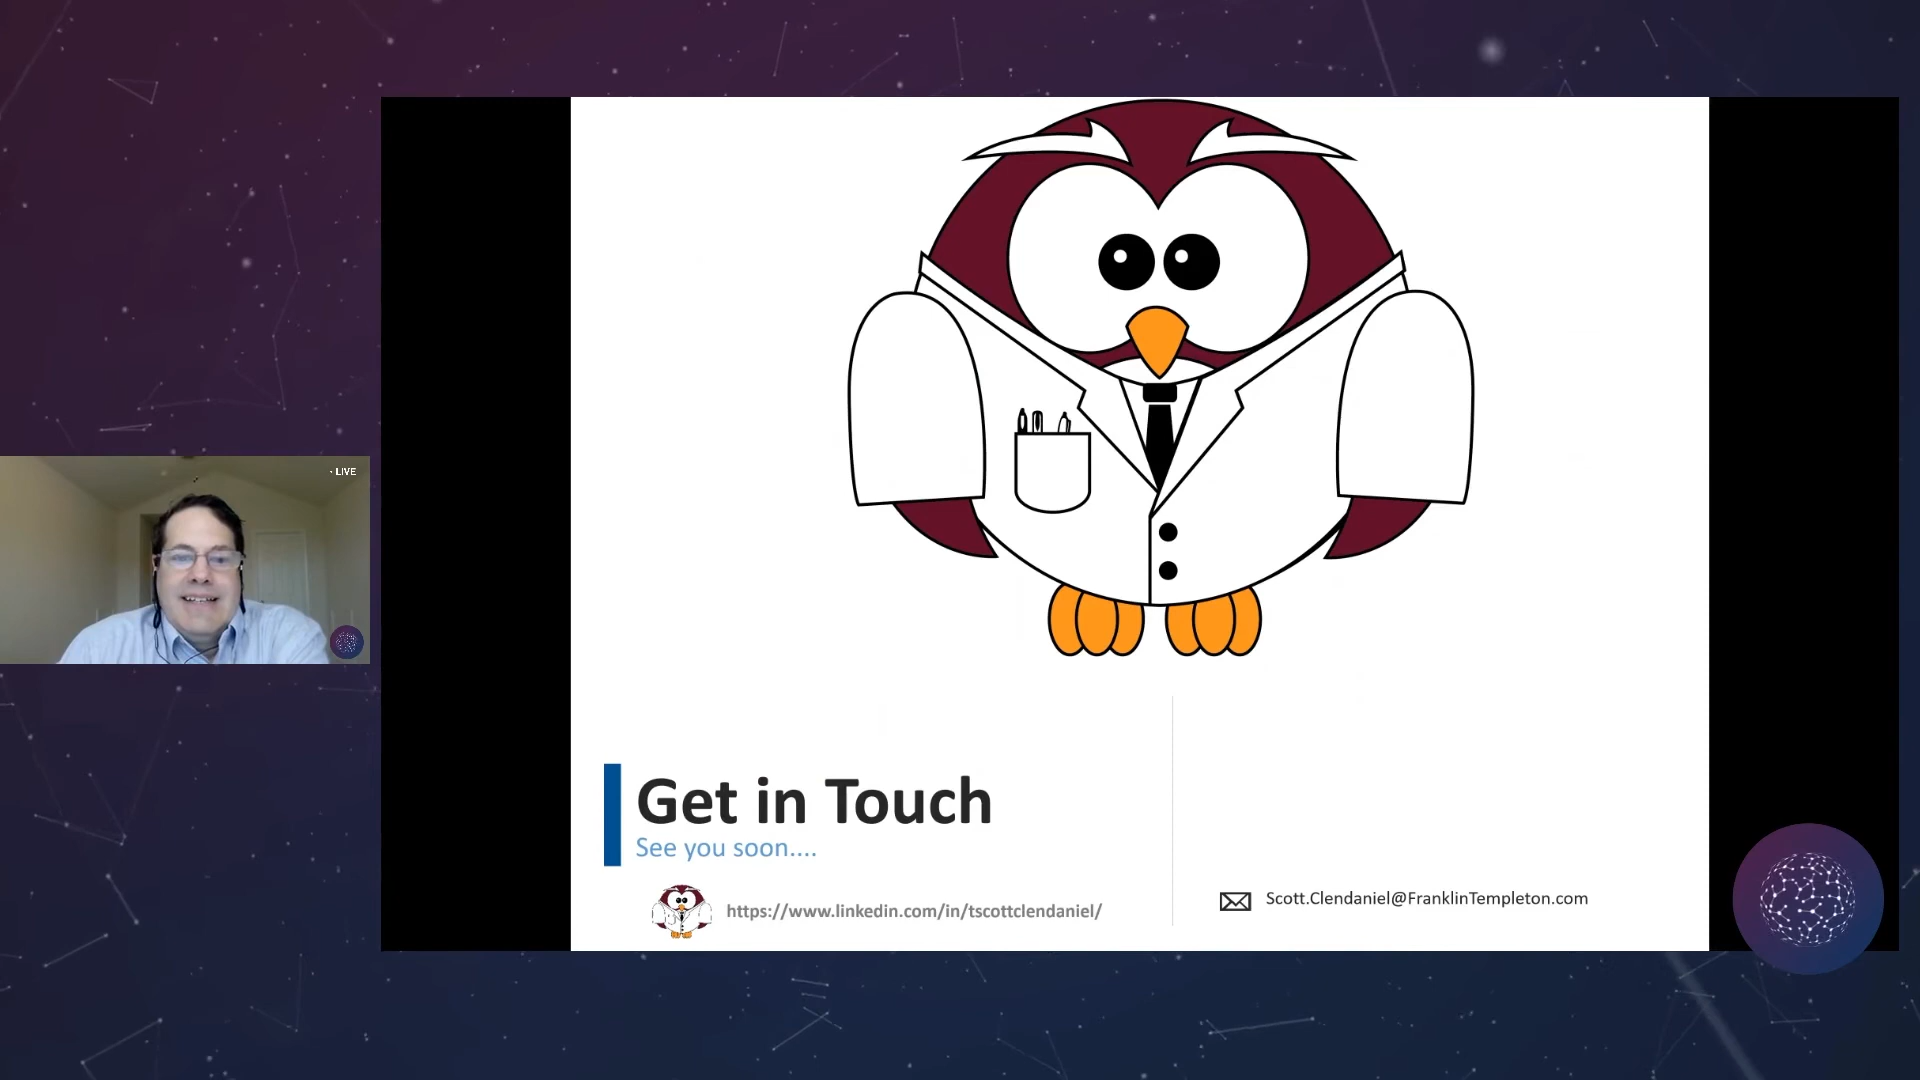 LIVE
Get in Touch
See you soon....
https://www.linkedin.com/in/tscottclendaniel/
Scott.Clendaniel@FranklinTempleton.com